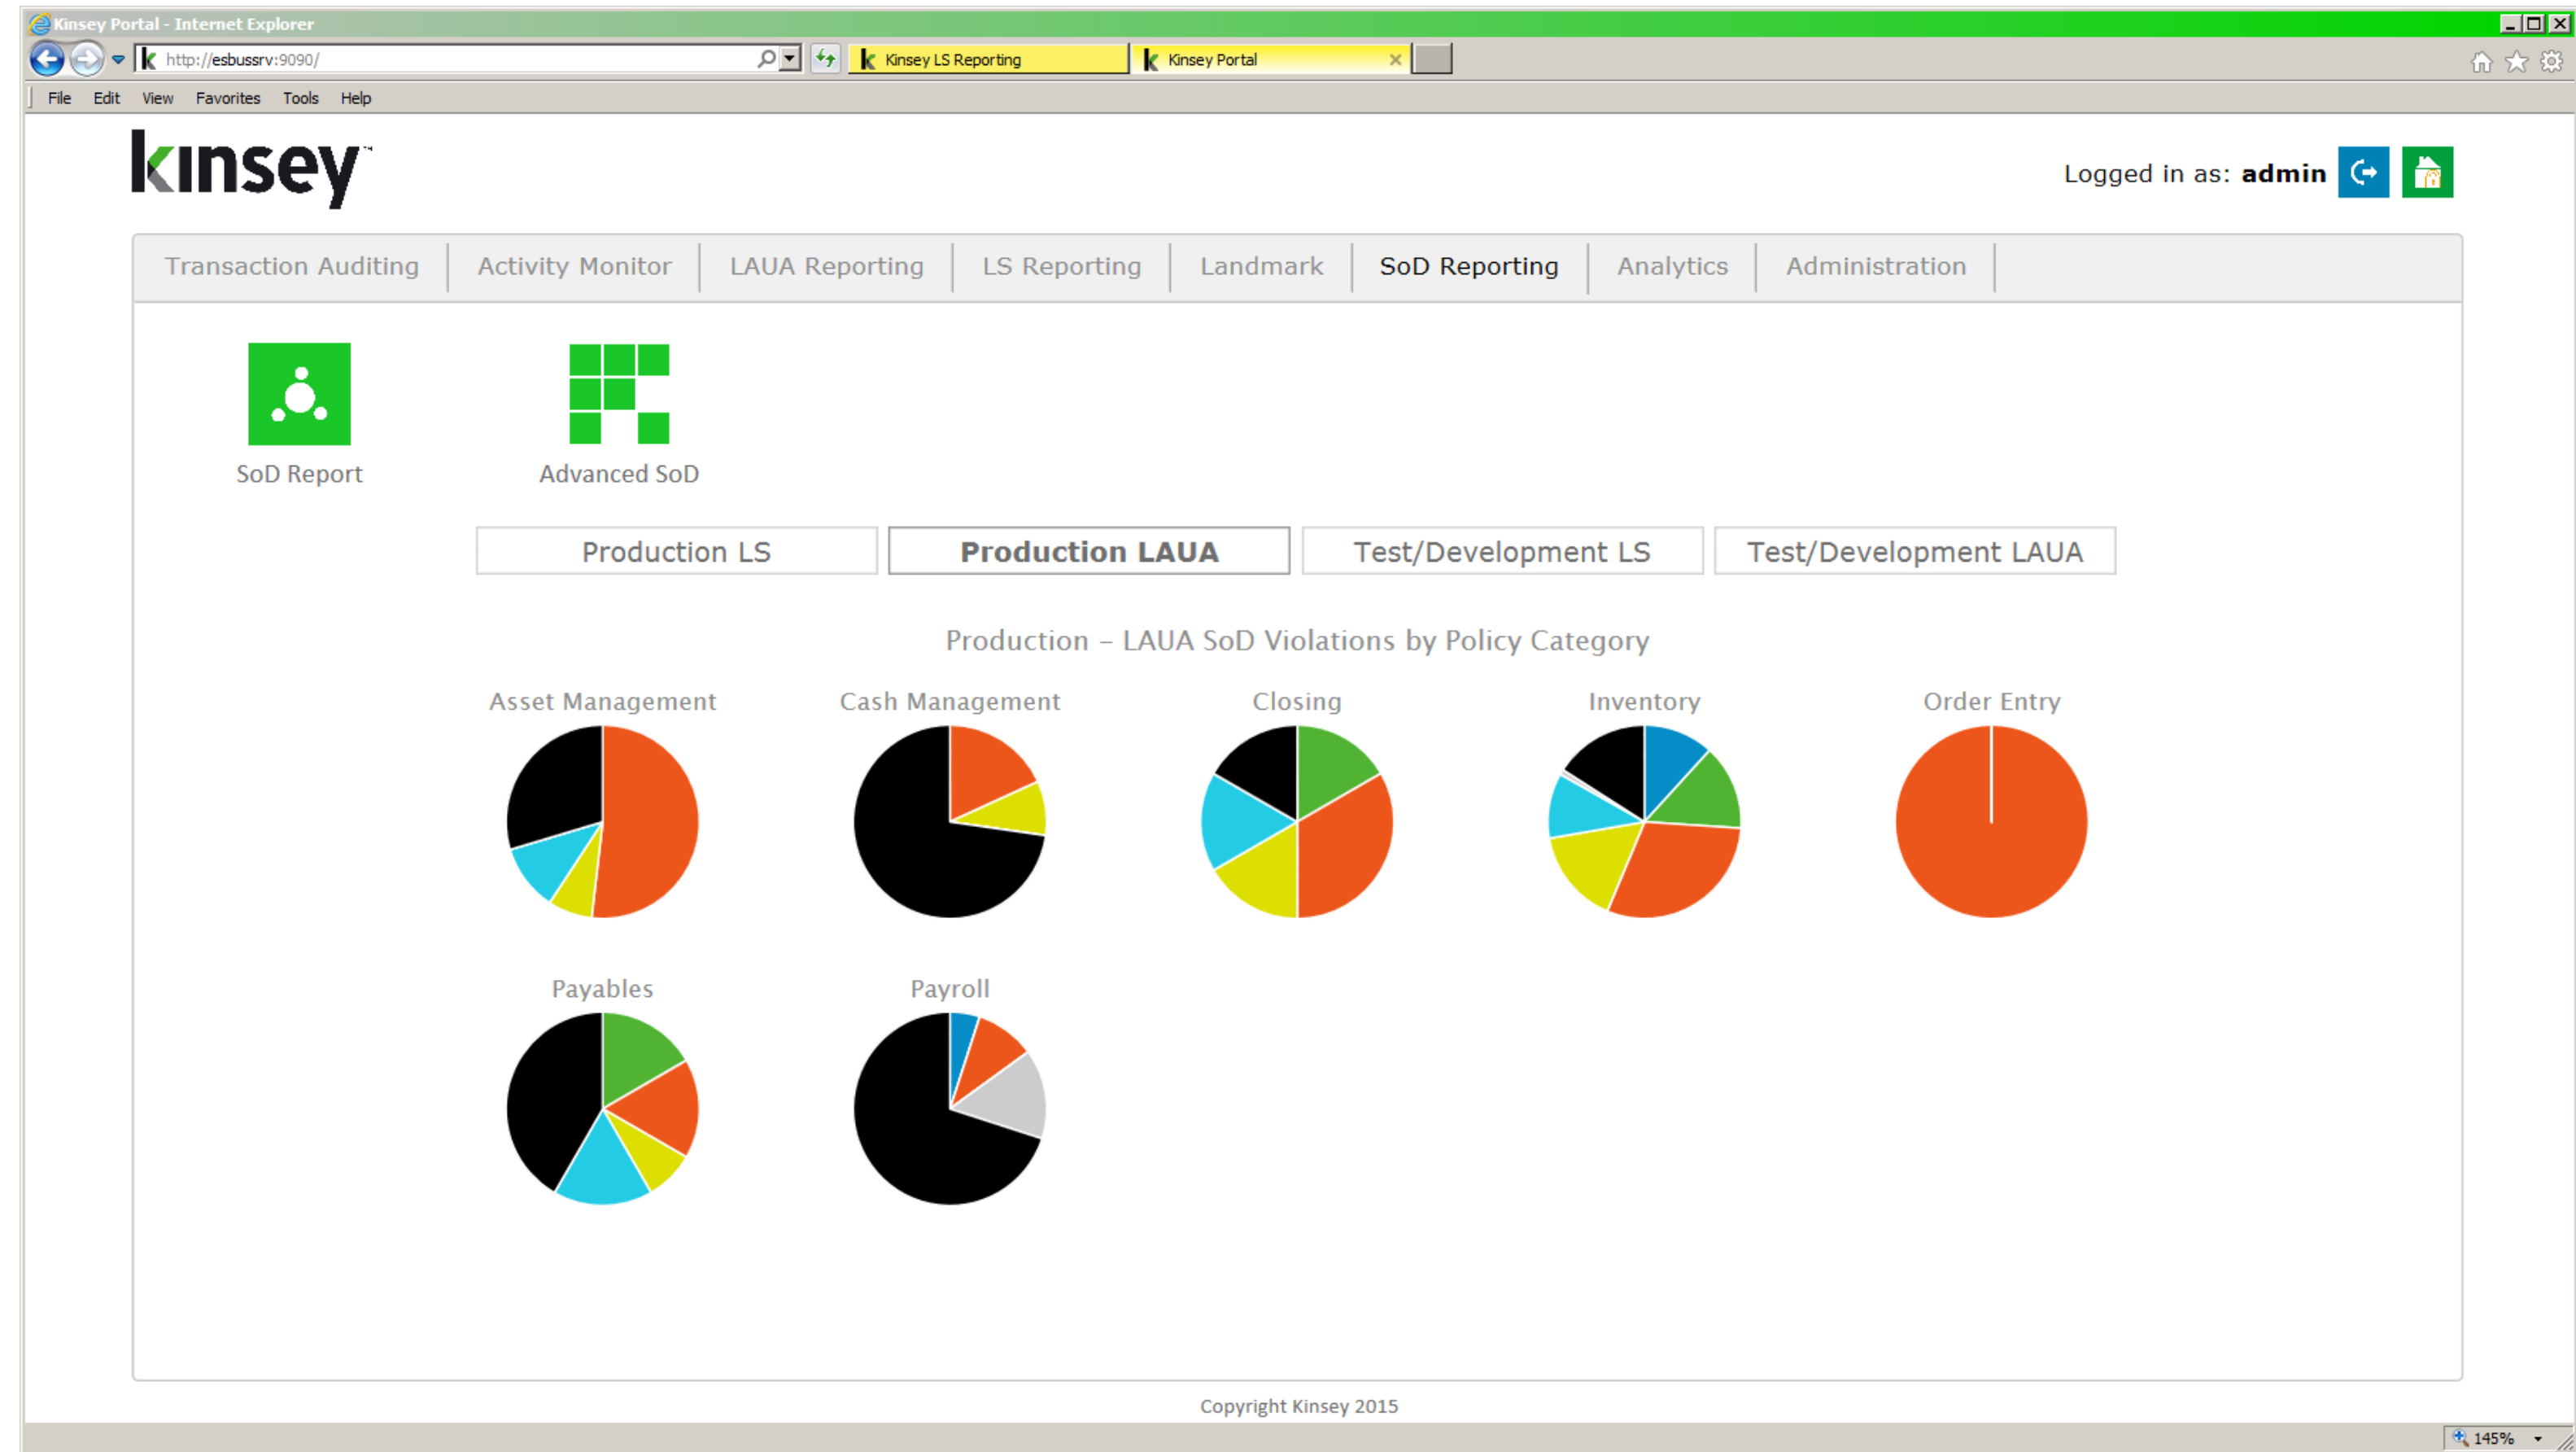 Kinsey Portal - Internet Explorer
http://esbussrv:9090/
Kinsey LS Reporting
Kinsey Portal
File Edit View Favorites Tools Help
kinsey™
Logged in as: admin
Transaction Auditing
Activity Monitor
LAUA Reporting
LS Reporting
Landmark
SoD Reporting
Analytics
Administration
SoD Report
Advanced SoD
Production LS
Production LAUA
Test/Development LS
Test/Development LAUA
Production – LAUA SoD Violations by Policy Category
Asset Management
Cash Management
Closing
Inventory
Order Entry
Payables
Payroll
Copyright Kinsey 2015
145%